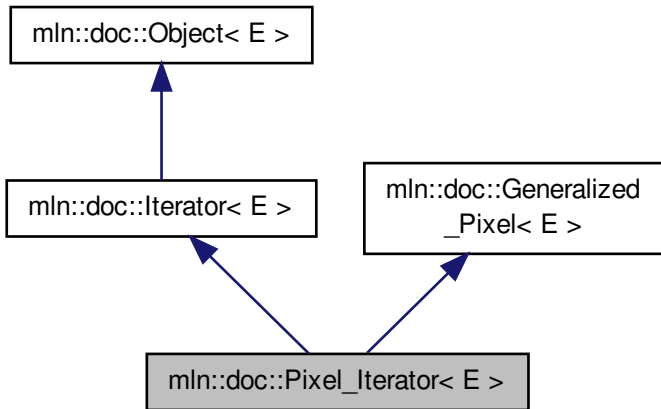 mln::doc::Object< E >
mln::doc::Iterator< E >
mln::doc::Generalized
_Pixel< E >
mln::doc::Pixel_Iterator< E >